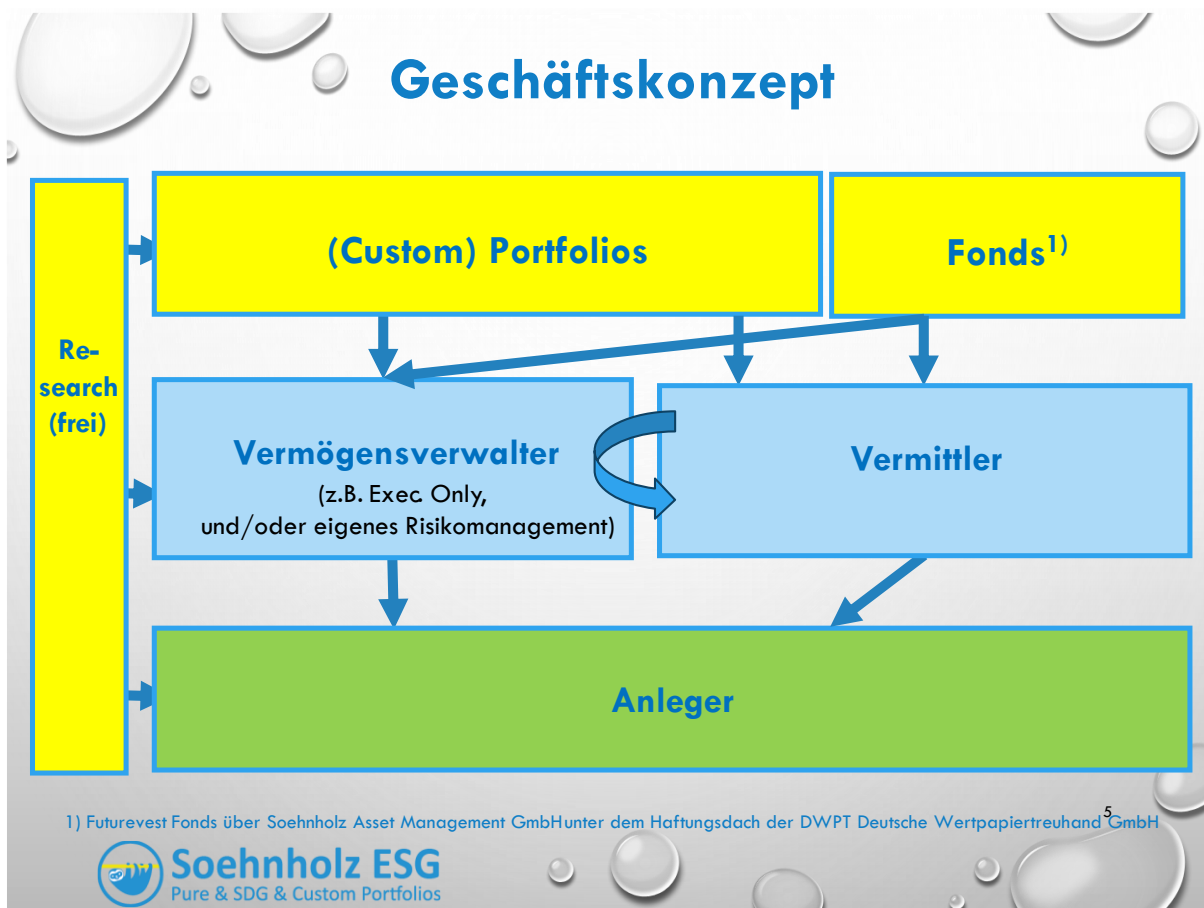 Geschäftskonzept
(Custom) Portfolios
Fonds1)
Re-
search
(frei)
Vermögensverwalter
(z.B. Exec. Only,
und/oder eigenes Risikomanagement)
Vermittler
Anleger
1) Futurevest Fonds über Soehnholz Asset Management GmbHunter dem Haftungsdach der DWPT Deutsche Wertpapiertreuhand GmbH
5
Soehnholz ESG
Pure & SDG & Custom Portfolios